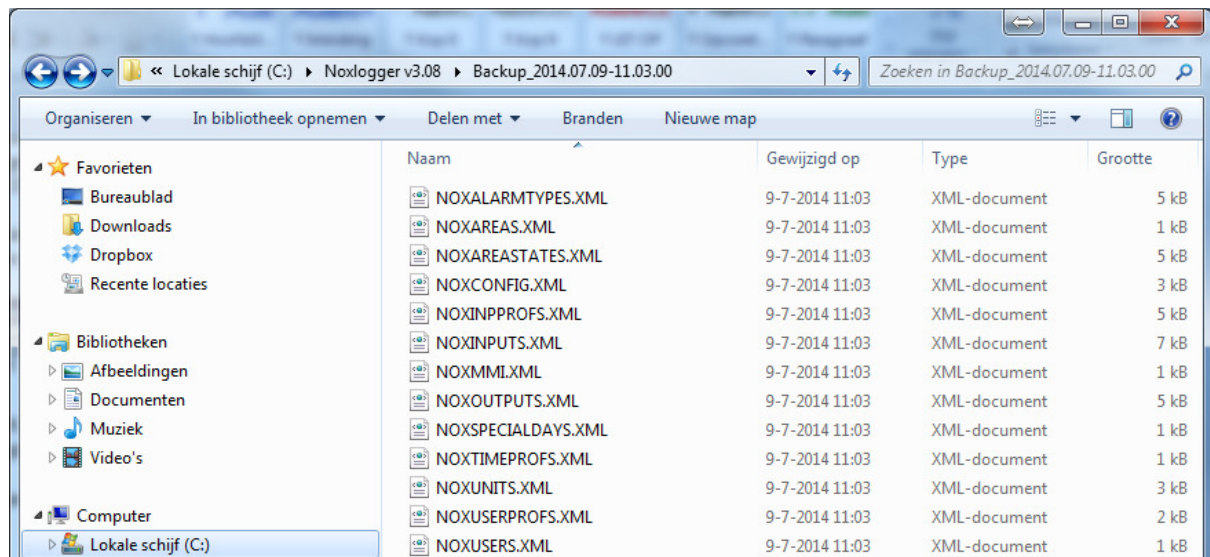 « Lokale schijf (C:) Noxlogger v3.08 Backup_2014.07.09-11.03.00 Zoeken in Backup_2014.07.09-11.03.00
Organiseren In bibliotheek opnemen Delen met Branden Nieuwe map
Favorieten
Bureaublad
Downloads
Dropbox
Recente locaties
Bibliotheken
Afbeeldingen
Documenten
Muziek
Video's
Computer
Lokale schijf (C:)
Naam Gewijzigd op Type Grootte
NOXALARMTYPES.XML 9-7-2014 11:03 XML-document 5 kB
NOXAREAS.XML 9-7-2014 11:03 XML-document 1 kB
NOXAREASTATES.XML 9-7-2014 11:03 XML-document 5 kB
NOXCONFIG.XML 9-7-2014 11:03 XML-document 3 kB
NOXINPPROFS.XML 9-7-2014 11:03 XML-document 5 kB
NOXINPUTS.XML 9-7-2014 11:03 XML-document 7 kB
NOXMMI.XML 9-7-2014 11:03 XML-document 1 kB
NOXOUTPUTS.XML 9-7-2014 11:03 XML-document 5 kB
NOXSPECIALDAYS.XML 9-7-2014 11:03 XML-document 1 kB
NOXTIMEPROFS.XML 9-7-2014 11:03 XML-document 1 kB
NOXUNITS.XML 9-7-2014 11:03 XML-document 3 kB
NOXUSERPROFS.XML 9-7-2014 11:03 XML-document 2 kB
NOXUSERS.XML 9-7-2014 11:03 XML-document 1 kB